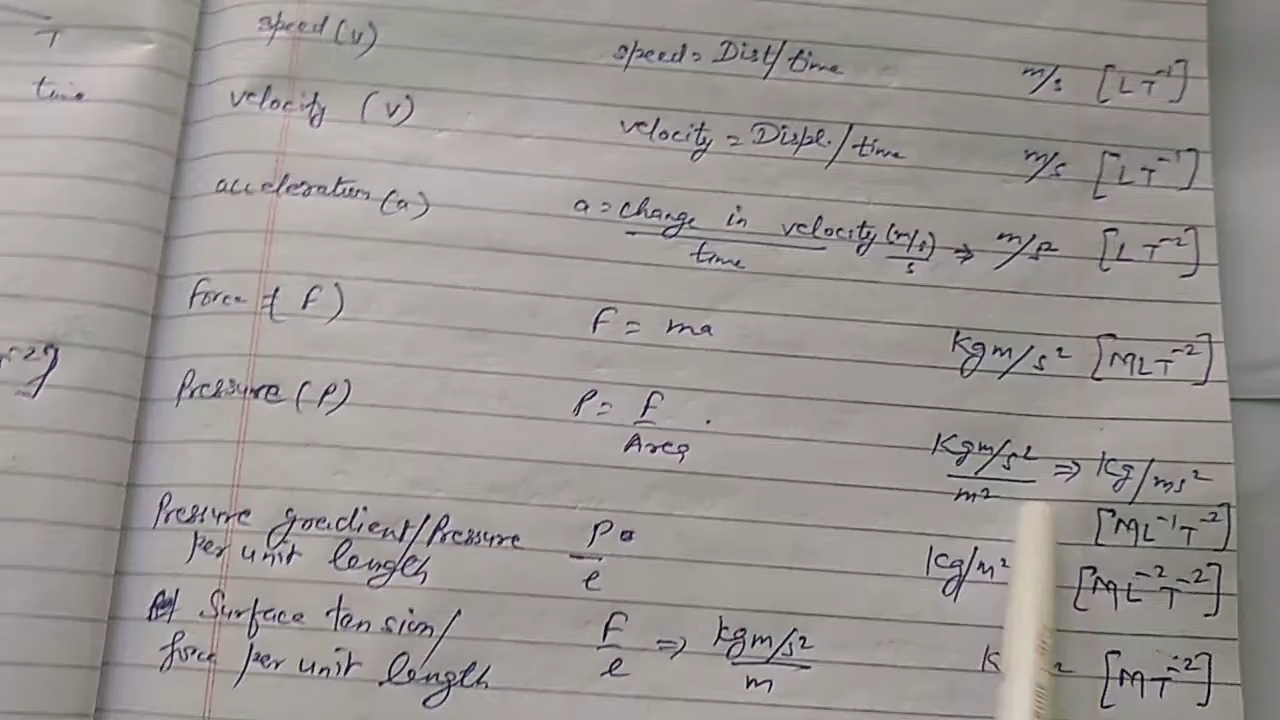 T
time
speed (v) speed = Dist/time m/s [LT⁻¹]
velocity (v) velocity = Displ./time m/s [LT⁻¹]
acceleration (a) a = change in velocity (m/s) / time s ⇒ m/s² [LT⁻²]
force (F) F = ma kgm/s² [MLT⁻²]
Pressure (P) P = F / Area kgm/s² / m² ⇒ kg/ms²
[ML⁻¹T⁻²]
Pressure gradient/Pressure per unit length P / l kg/m² [ML⁻²T⁻²]
Surface tension/ force per unit length F / l ⇒ kgm/s² / m k ² [MT⁻²]